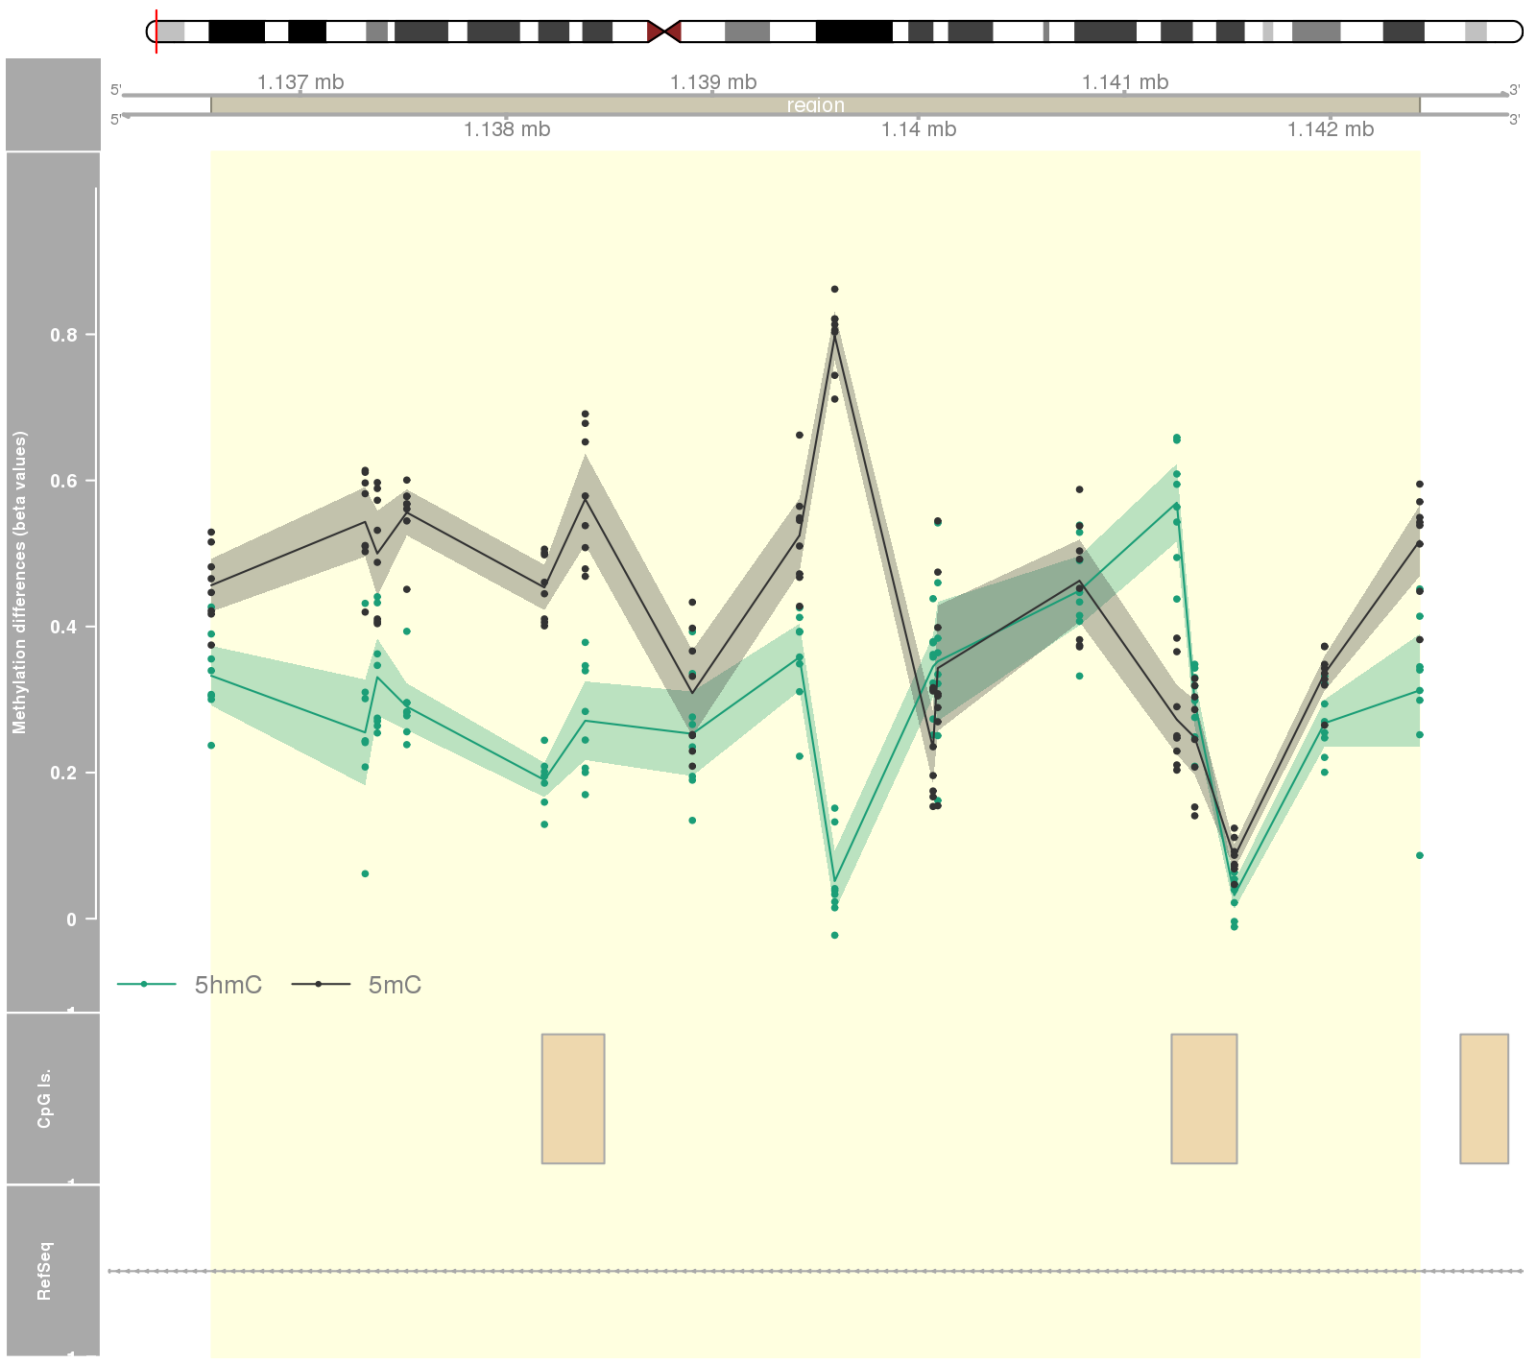 1.137 mb 1.139 mb 1.141 mb
5' 3'
region
5' 3'
1.138 mb 1.14 mb 1.142 mb
Methylation differences (beta values)
0.8
0.6
0.4
0.2
0
5hmC 5mC
CpG Is.
RefSeq